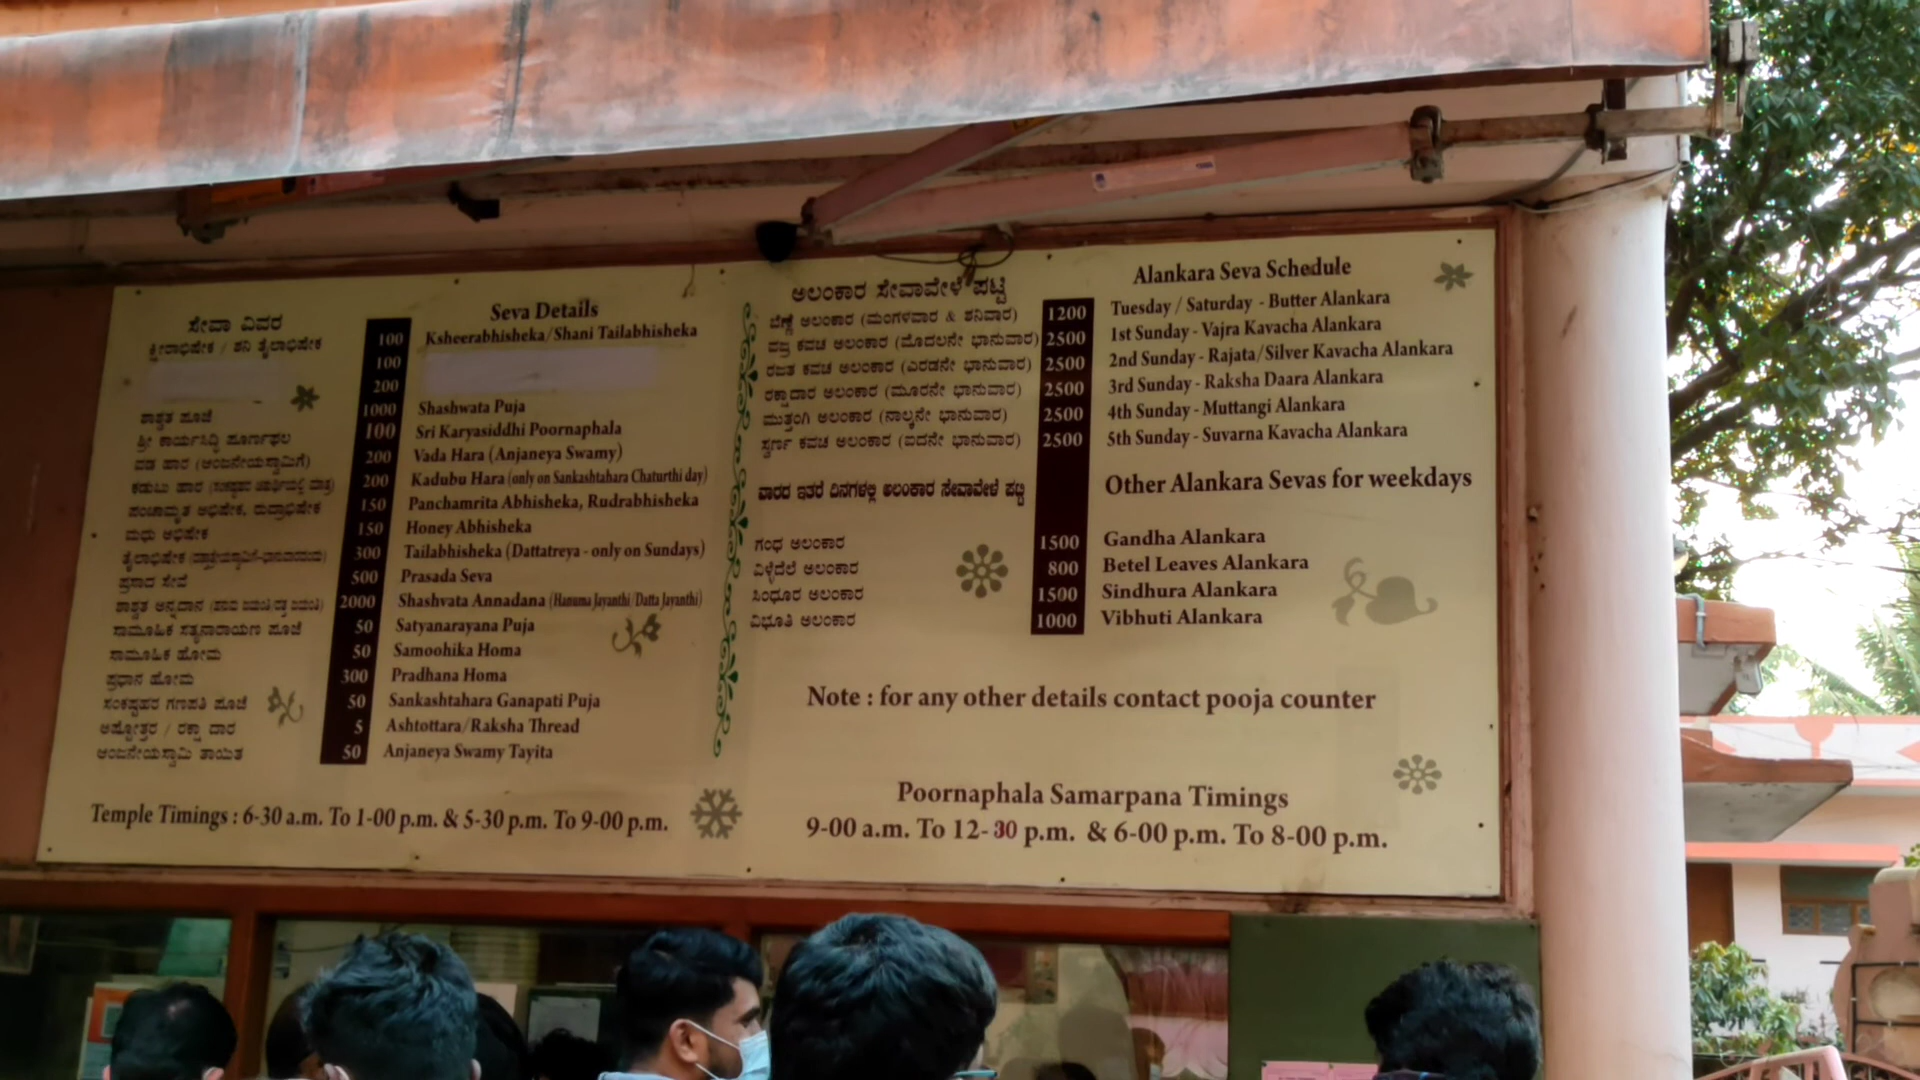 ಸೇವಾ ವಿವರ
Seva Details
ಕ್ಷೀರಾಭಿಷೇಕ / ಶನಿ ತೈಲಾಭಿಷೇಕ 100 Ksheerabhisheka/Shani Tailabhisheka
100
200
ಶಾಶ್ವತ ಪೂಜೆ 1000 Shashwata Puja
ಶ್ರೀ ಕಾರ್ಯಸಿದ್ಧಿ ಪೂರ್ಣಫಲ 100 Sri Karyasiddhi Poornaphala
ವಡ ಹಾರ (ಆಂಜನೇಯಸ್ವಾಮಿಗೆ) 200 Vada Hara (Anjaneya Swamy)
ಕಡುಬು ಹಾರ 200 Kadubu Hara (only on Sankashtahara Chaturthi day)
ಪಂಚಾಮೃತ ಅಭಿಷೇಕ, ರುದ್ರಾಭಿಷೇಕ 150 Panchamrita Abhisheka, Rudrabhisheka
ಮಧು ಅಭಿಷೇಕ 150 Honey Abhisheka
ತೈಲಾಭಿಷೇಕ 300 Tailabhisheka (Dattatreya - only on Sundays)
ಪ್ರಸಾದ ಸೇವೆ 500 Prasada Seva
ಶಾಶ್ವತ ಅನ್ನದಾನ 2000 Shashvata Annadana (Hanuma Jayanthi/Datta Jayanthi)
ಸಾಮೂಹಿಕ ಸತ್ಯನಾರಾಯಣ ಪೂಜೆ 50 Satyanarayana Puja
ಸಾಮೂಹಿಕ ಹೋಮ 50 Samoohika Homa
ಪ್ರಧಾನ ಹೋಮ 300 Pradhana Homa
ಸಂಕಷ್ಟಹರ ಗಣಪತಿ ಪೂಜೆ 50 Sankashtahara Ganapati Puja
ಅಷ್ಟೋತ್ತರ / ರಕ್ಷಾ ದಾರ 5 Ashtottara/Raksha Thread
ಆಂಜನೇಯಸ್ವಾಮಿ ತಾಯಿತ 50 Anjaneya Swamy Tayita
Temple Timings : 6-30 a.m. To 1-00 p.m. & 5-30 p.m. To 9-00 p.m.
ಅಲಂಕಾರ ಸೇವಾವೇಳೆ ಪಟ್ಟಿ
Alankara Seva Schedule
ಬೆಣ್ಣೆ ಅಲಂಕಾರ (ಮಂಗಳವಾರ & ಶನಿವಾರ) 1200 Tuesday / Saturday - Butter Alankara
ವಜ್ರ ಕವಚ ಅಲಂಕಾರ (ಮೊದಲನೇ ಭಾನುವಾರ) 2500 1st Sunday - Vajra Kavacha Alankara
ರಜತ ಕವಚ ಅಲಂಕಾರ (ಎರಡನೇ ಭಾನುವಾರ) 2500 2nd Sunday - Rajata/Silver Kavacha Alankara
ರಕ್ಷಾದಾರ ಅಲಂಕಾರ (ಮೂರನೇ ಭಾನುವಾರ) 2500 3rd Sunday - Raksha Daara Alankara
ಮುತ್ತಂಗಿ ಅಲಂಕಾರ (ನಾಲ್ಕನೇ ಭಾನುವಾರ) 2500 4th Sunday - Muttangi Alankara
ಸ್ವರ್ಣ ಕವಚ ಅಲಂಕಾರ (ಐದನೇ ಭಾನುವಾರ) 2500 5th Sunday - Suvarna Kavacha Alankara
ವಾರದ ಇತರೆ ದಿನಗಳಲ್ಲಿ ಅಲಂಕಾರ ಸೇವಾವೇಳೆ ಪಟ್ಟಿ
Other Alankara Sevas for weekdays
ಗಂಧ ಅಲಂಕಾರ 1500 Gandha Alankara
ವಿಳ್ಳೆದೆಲೆ ಅಲಂಕಾರ 800 Betel Leaves Alankara
ಸಿಂಧೂರ ಅಲಂಕಾರ 1500 Sindhura Alankara
ವಿಭೂತಿ ಅಲಂಕಾರ 1000 Vibhuti Alankara
Note : for any other details contact pooja counter
Poornaphala Samarpana Timings
9-00 a.m. To 12-30 p.m. & 6-00 p.m. To 8-00 p.m.